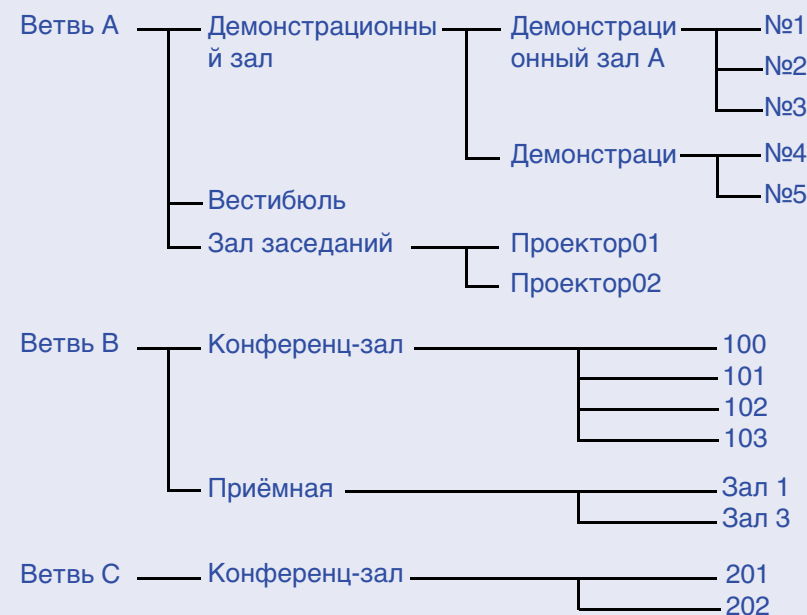 Ветвь A Демонстрационны Демонстраци №1
й зал онный зал A №2
№3
Демонстраци №4
№5
Вестибюль
Зал заседаний Проектор01
Проектор02
Ветвь B Конференц-зал 100
101
102
103
Приёмная Зал 1
Зал 3
Ветвь C Конференц-зал 201
202